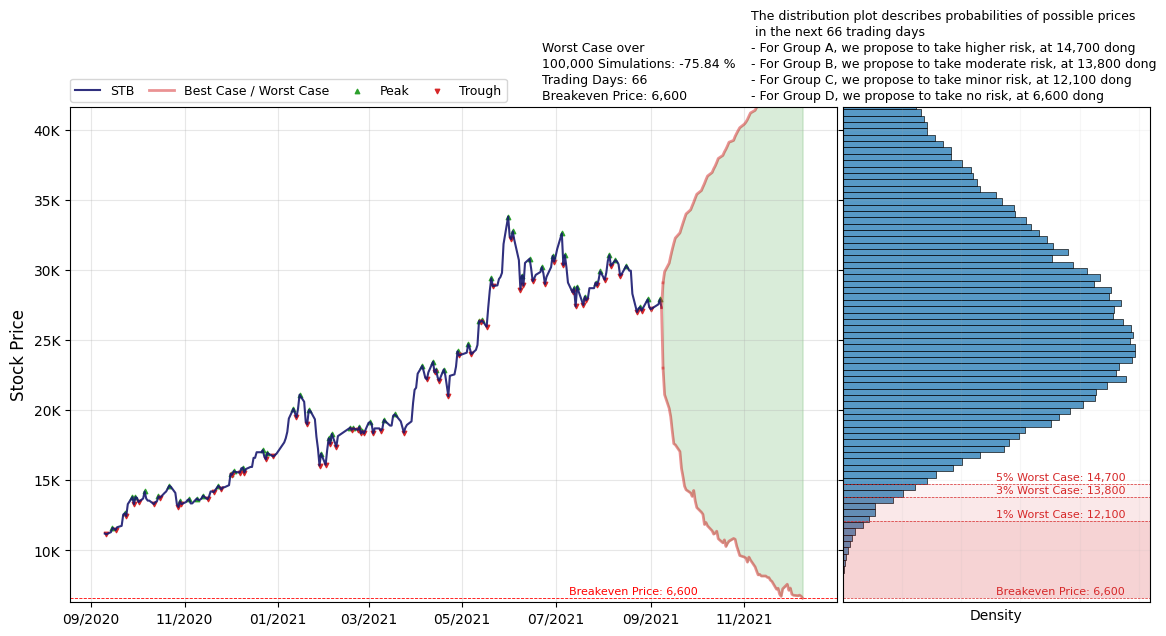 The distribution plot describes probabilities of possible prices
in the next 66 trading days
- For Group A, we propose to take higher risk, at 14,700 dong
- For Group B, we propose to take moderate risk, at 13,800 dong
- For Group C, we propose to take minor risk, at 12,100 dong
- For Group D, we propose to take no risk, at 6,600 dong
Worst Case over
100,000 Simulations: -75.84 %
Trading Days: 66
Breakeven Price: 6,600
STB
Best Case / Worst Case
Peak
Trough
Stock Price
40K
35K
30K
25K
20K
15K
10K
Breakeven Price: 6,600
09/2020
11/2020
01/2021
03/2021
05/2021
07/2021
09/2021
11/2021
5% Worst Case: 14,700
3% Worst Case: 13,800
1% Worst Case: 12,100
Breakeven Price: 6,600
Density